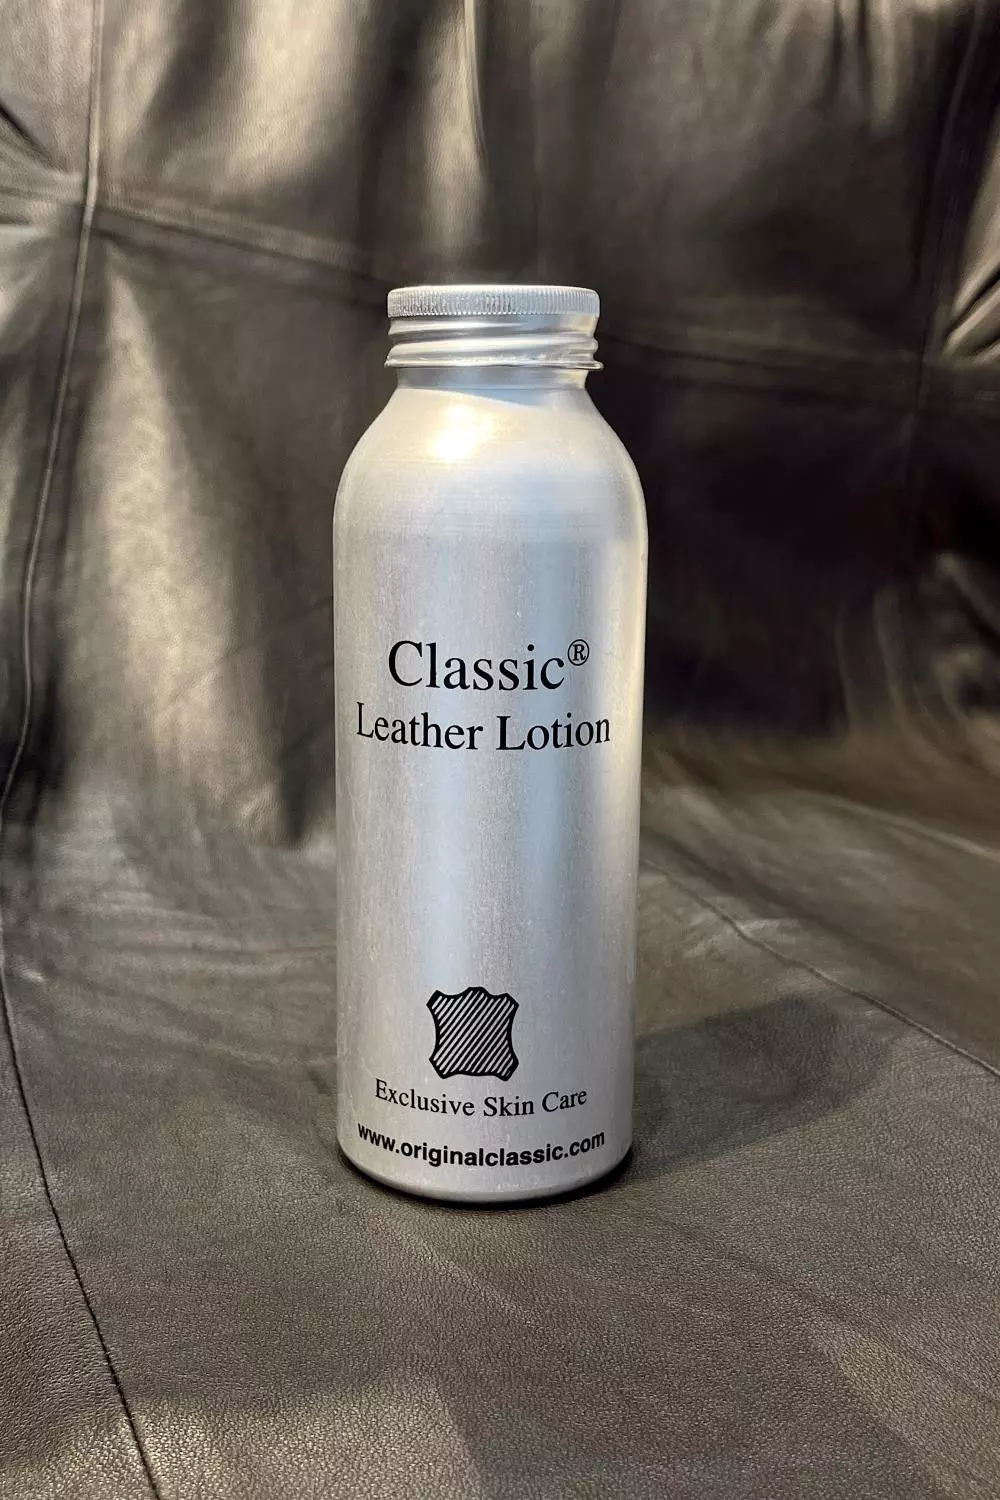 Classic®
Leather Lotion
Exclusive Skin Care
www.originalclassic.com